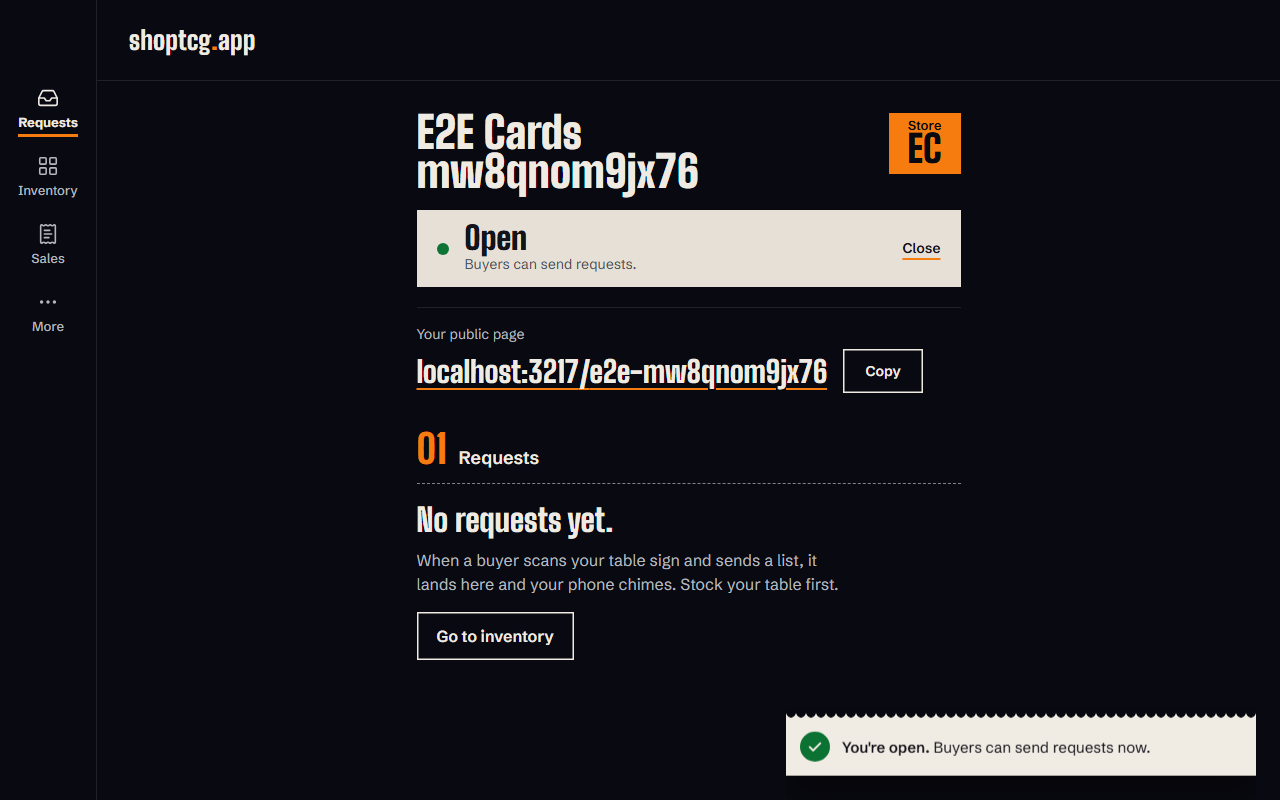 shoptcg.app
Requests
Inventory
Sales
More
E2E Cards
mw8qnom9jx76
Store
EC
Open
Buyers can send requests.
Close
Your public page
localhost:3217/e2e-mw8qnom9jx76
Copy
01 Requests
No requests yet.
When a buyer scans your table sign and sends a list, it
lands here and your phone chimes. Stock your table first.
Go to inventory
You're open. Buyers can send requests now.